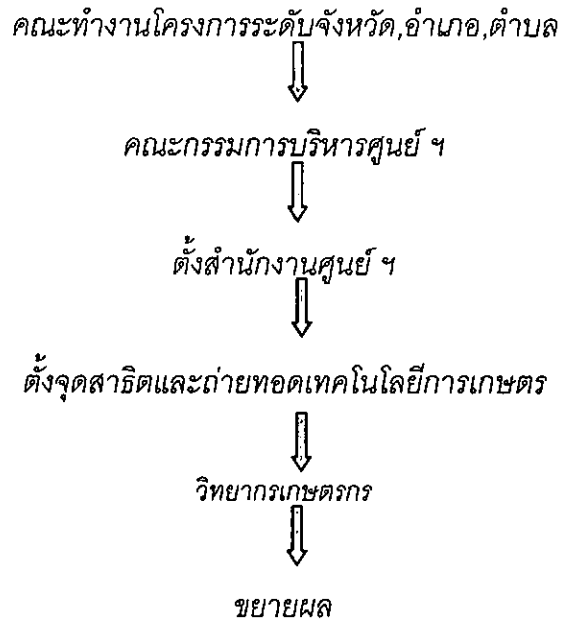 คณะทำงานโครงการระดับจังหวัด,อำเภอ,ตำบล
คณะกรรมการบริหารศูนย์ ฯ
ตั้งสำนักงานศูนย์ ฯ
ตั้งจุดสาธิตและถ่ายทอดเทคโนโลยีการเกษตร
วิทยากรเกษตรกร
ขยายผล